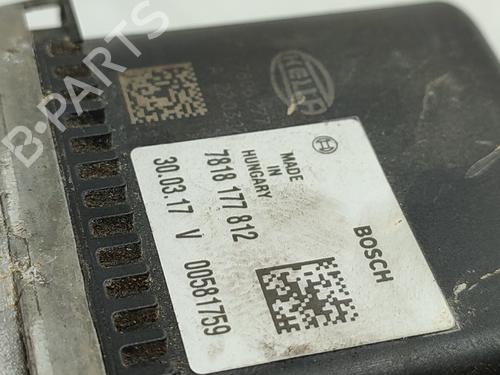 B-PARTS
HELLA
MADE
IN
HUNGARY
BOSCH
7818 177 812
30.03.17 V 00581759